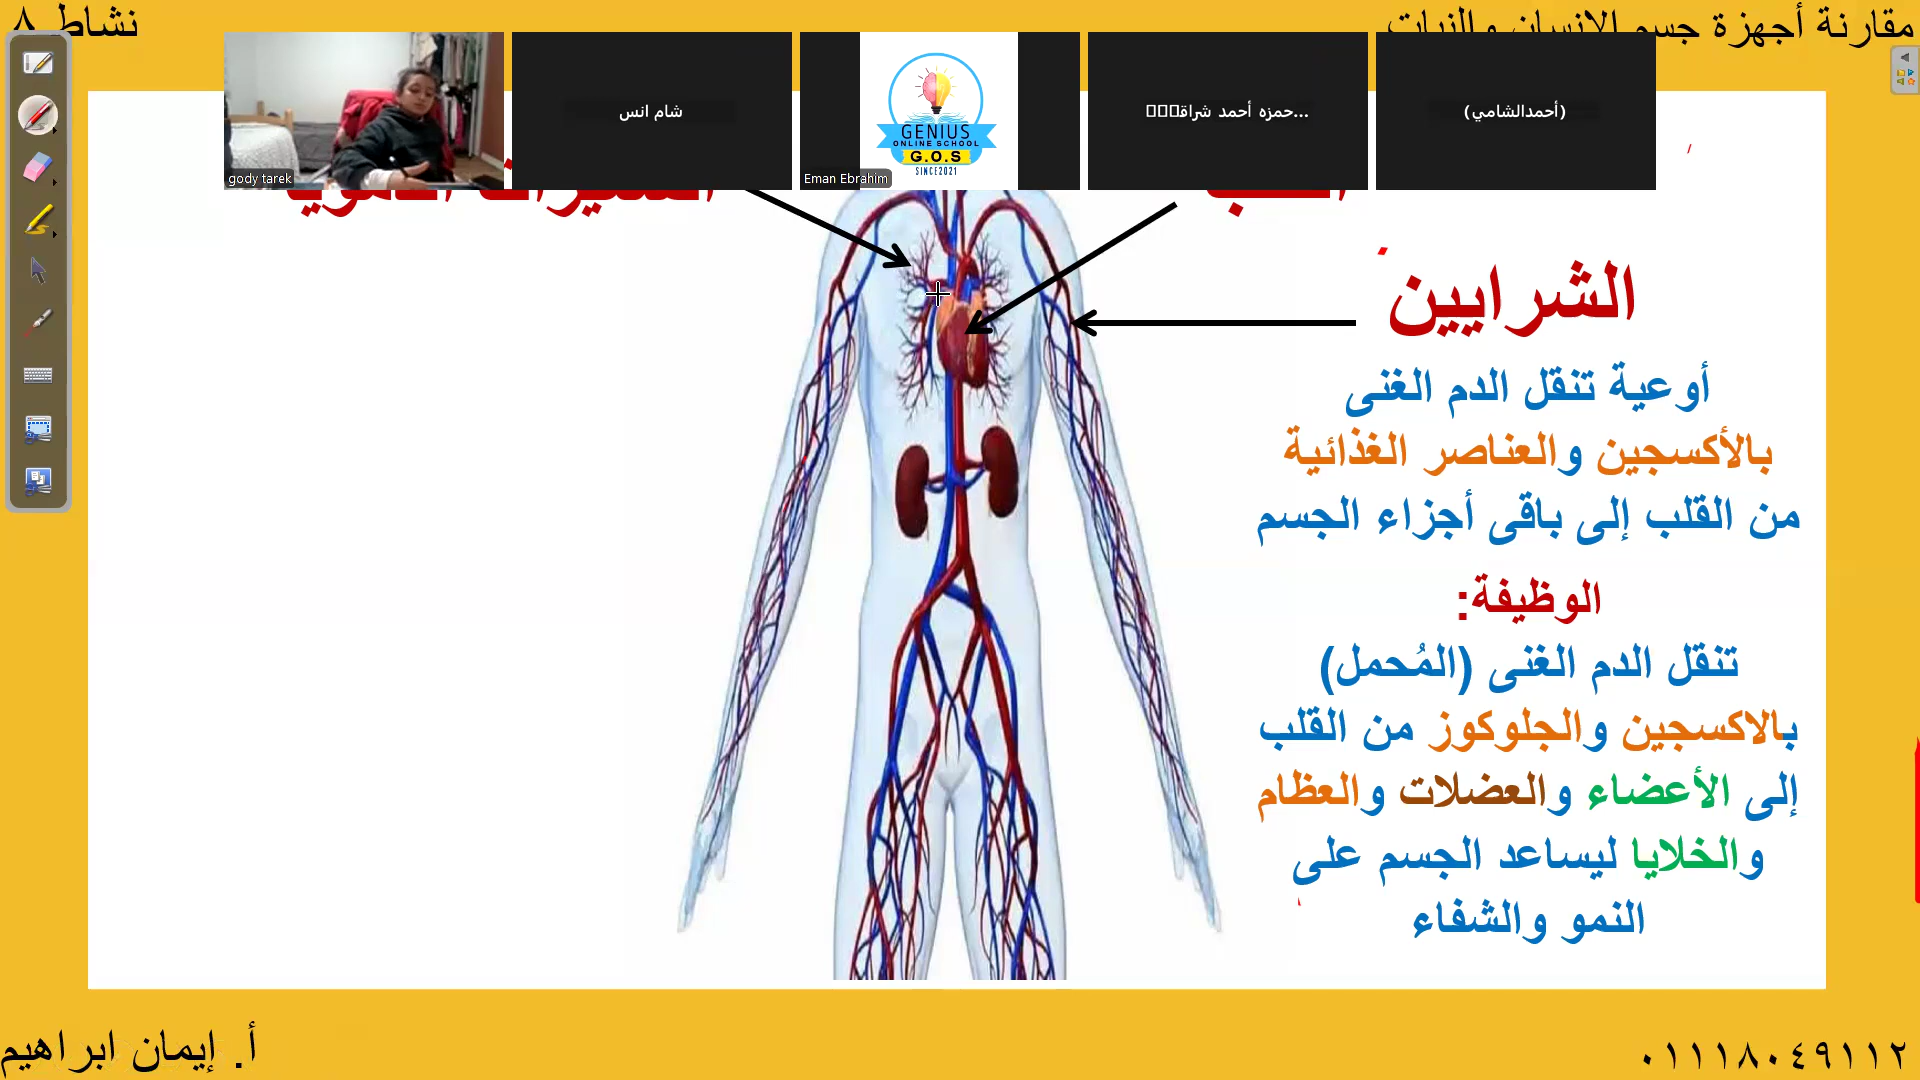 مقارنة أجهزة جسم الانسان والنبات
نشاط ٨
gody tarek
شام انس
GENIUS
ONLINE SCHOOL
G.O.S
SINCE2021
Eman Ebrahim
حمزه أحمد شراق...
(أحمدالشامي)
الشرايين
أوعية تنقل الدم الغنى
بالأكسجين والعناصر الغذائية
من القلب إلى باقى أجزاء الجسم
الوظيفة:
تنقل الدم الغنى (المُحمل)
بالاكسجين والجلوكوز من القلب
إلى الأعضاء والعضلات والعظام
والخلايا ليساعد الجسم على
النمو والشفاء
أ. إيمان ابراهيم
٠١١١٨٠٤٩١١٢